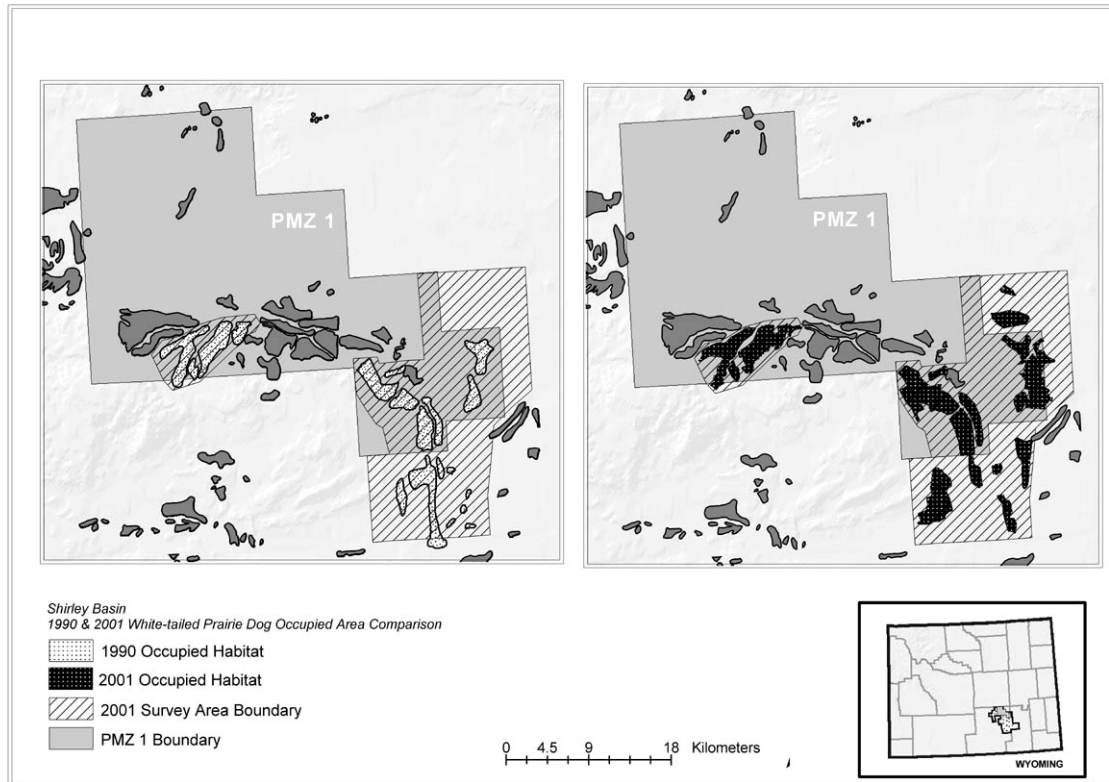 PMZ 1
PMZ 1
Shirley Basin
1990 & 2001 White-tailed Prairie Dog Occupied Area Comparison
1990 Occupied Habitat
2001 Occupied Habitat
2001 Survey Area Boundary
PMZ 1 Boundary
0 4.5 9 18 Kilometers
WYOMING